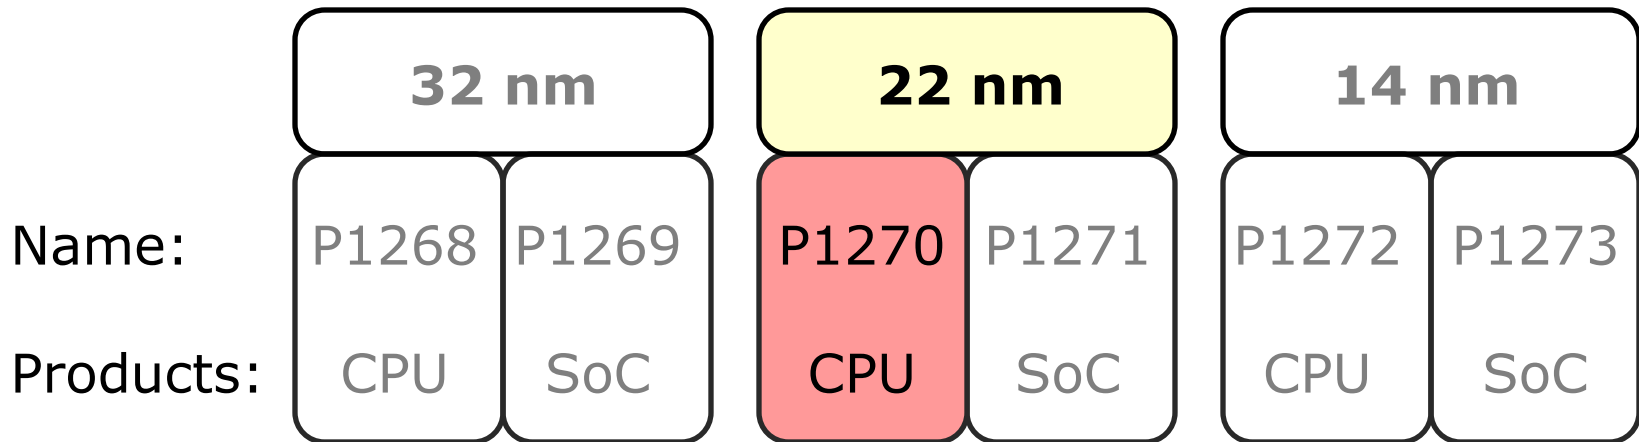 32 nm 22 nm 14 nm
Name: P1268 P1269 P1270 P1271 P1272 P1273
Products: CPU SoC CPU SoC CPU SoC